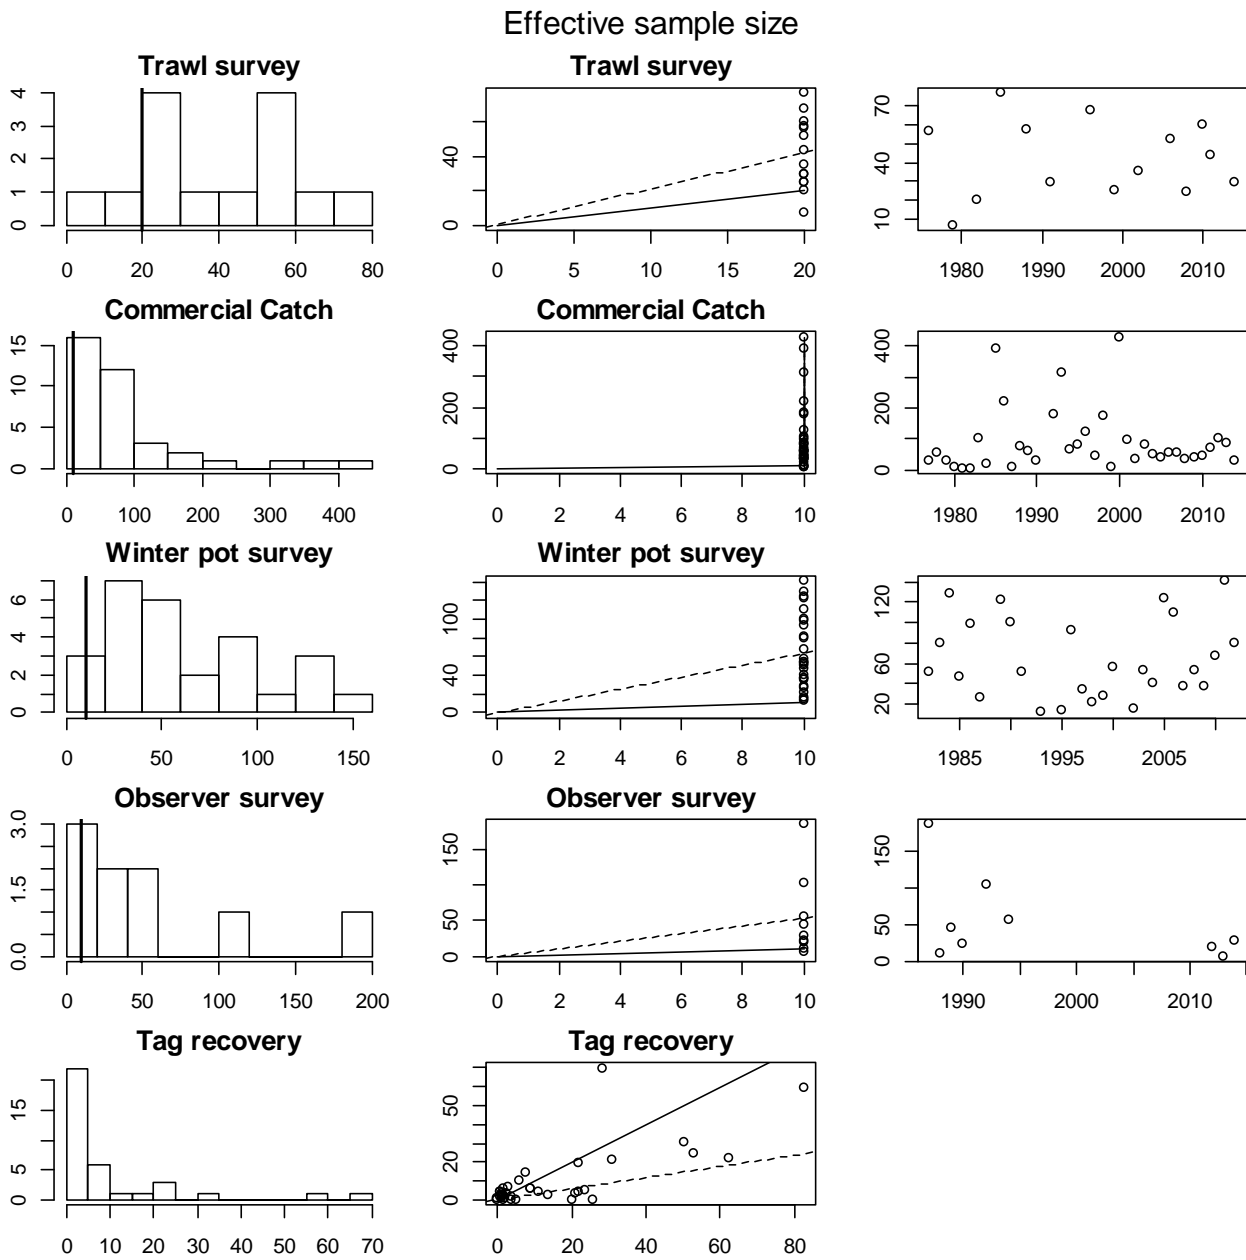 Effective sample size
Trawl survey
Trawl survey
0 1 2 3 4
0 20 40 60 80
0 40
0 5 10 15 20
10 40 70
1980 1990 2000 2010
Commercial Catch
Commercial Catch
0 5 10 15
0 100 200 300 400
0 200 400
0 2 4 6 8 10
0 200 400
1980 1990 2000 2010
Winter pot survey
Winter pot survey
0 2 4 6
0 50 100 150
0 40 100
0 2 4 6 8 10
20 60 120
1985 1995 2005
Observer survey
Observer survey
0.0 1.5 3.0
0 50 100 150 200
0 50 150
0 2 4 6 8 10
0 50 150
1990 2000 2010
Tag recovery
Tag recovery
0 5 15
0 10 20 30 40 50 60 70
0 20 50
0 20 40 60 80